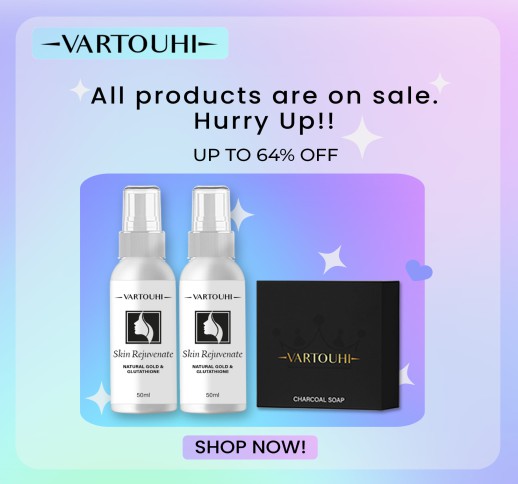 VARTOUHI
All products are on sale.
Hurry Up!!
UP TO 64% OFF
VARTOUHI
Skin Rejuvenate
NATURAL GOLD &
GLUTATHIONE
50ml
VARTOUHI
Skin Rejuvenate
NATURAL GOLD &
GLUTATHIONE
50ml
VARTOUHI
CHARCOAL SOAP
SHOP NOW!